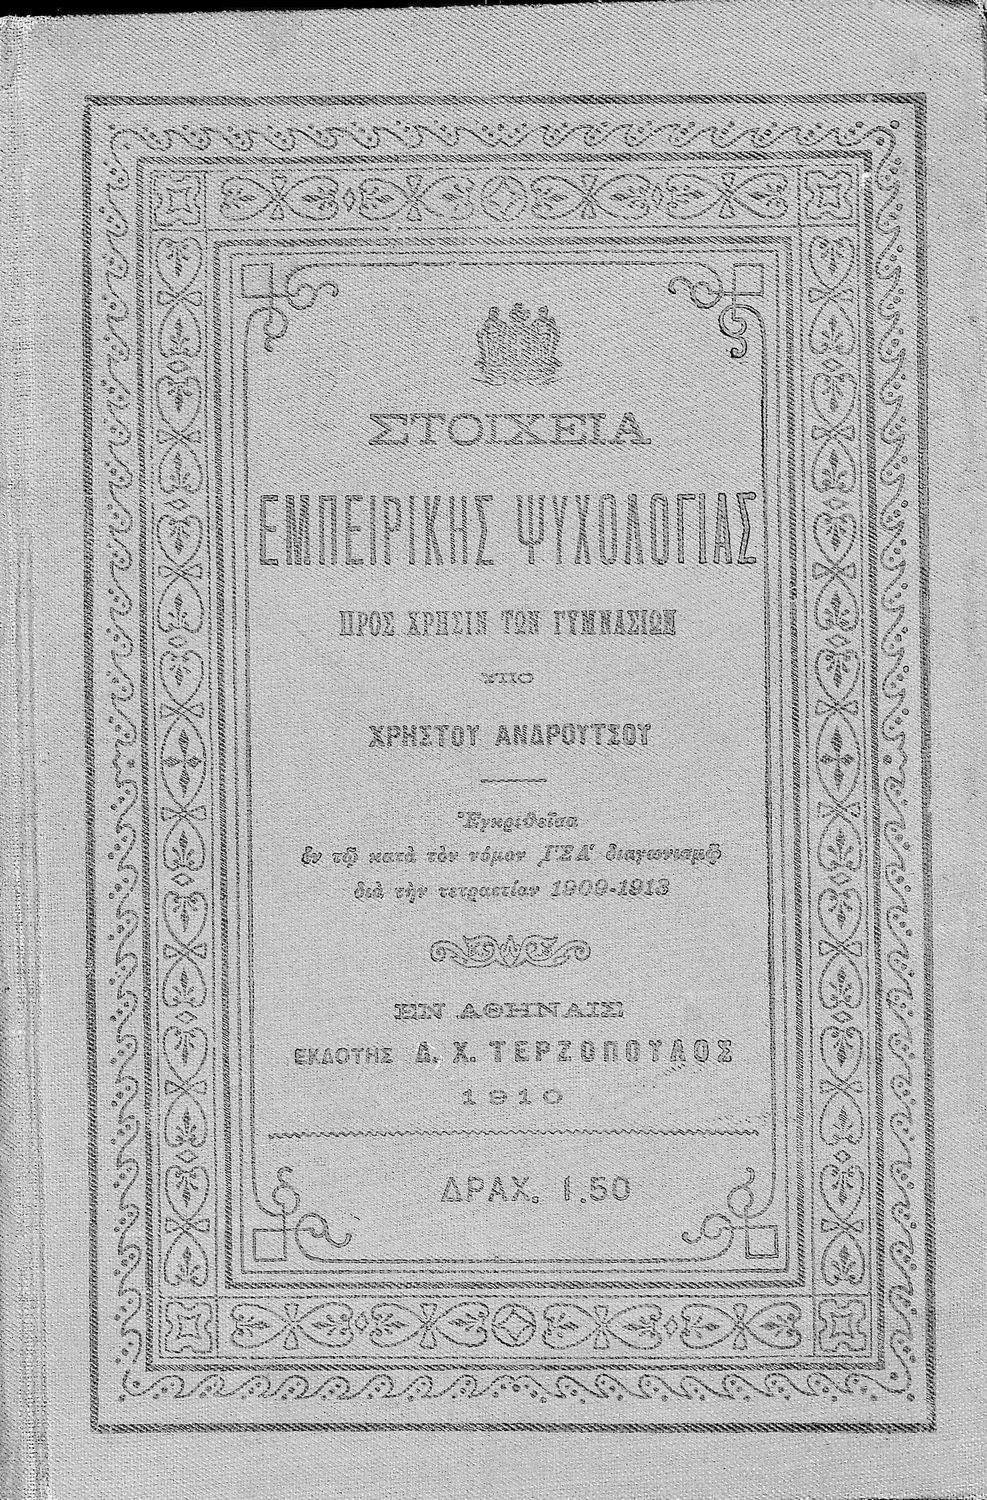 ΣΤΟΙΧΕΙΑ
ΕΜΠΕΙΡΙΚΗΣ ΨΥΧΟΛΟΓΙΑΣ
ΠΡΟΣ ΧΡΗΣΙΝ ΤΩΝ ΓΥΜΝΑΣΙΩΝ
ΥΠΟ
ΧΡΗΣΤΟΥ ΑΝΔΡΟΥΤΣΟΥ
Ἐγκριθεῖσα
ἐν τῷ κατὰ τὸν νόμον ͵ΓΣΑ′ διαγωνισμῷ
διὰ τὴν τετραετίαν 1909-1913
ΕΝ ΑΘΗΝΑΙΣ
ΕΚΔΟΤΗΣ Δ. Χ. ΤΕΡΖΟΠΟΥΛΟΣ
1910
ΔΡΑΧ. 1.50